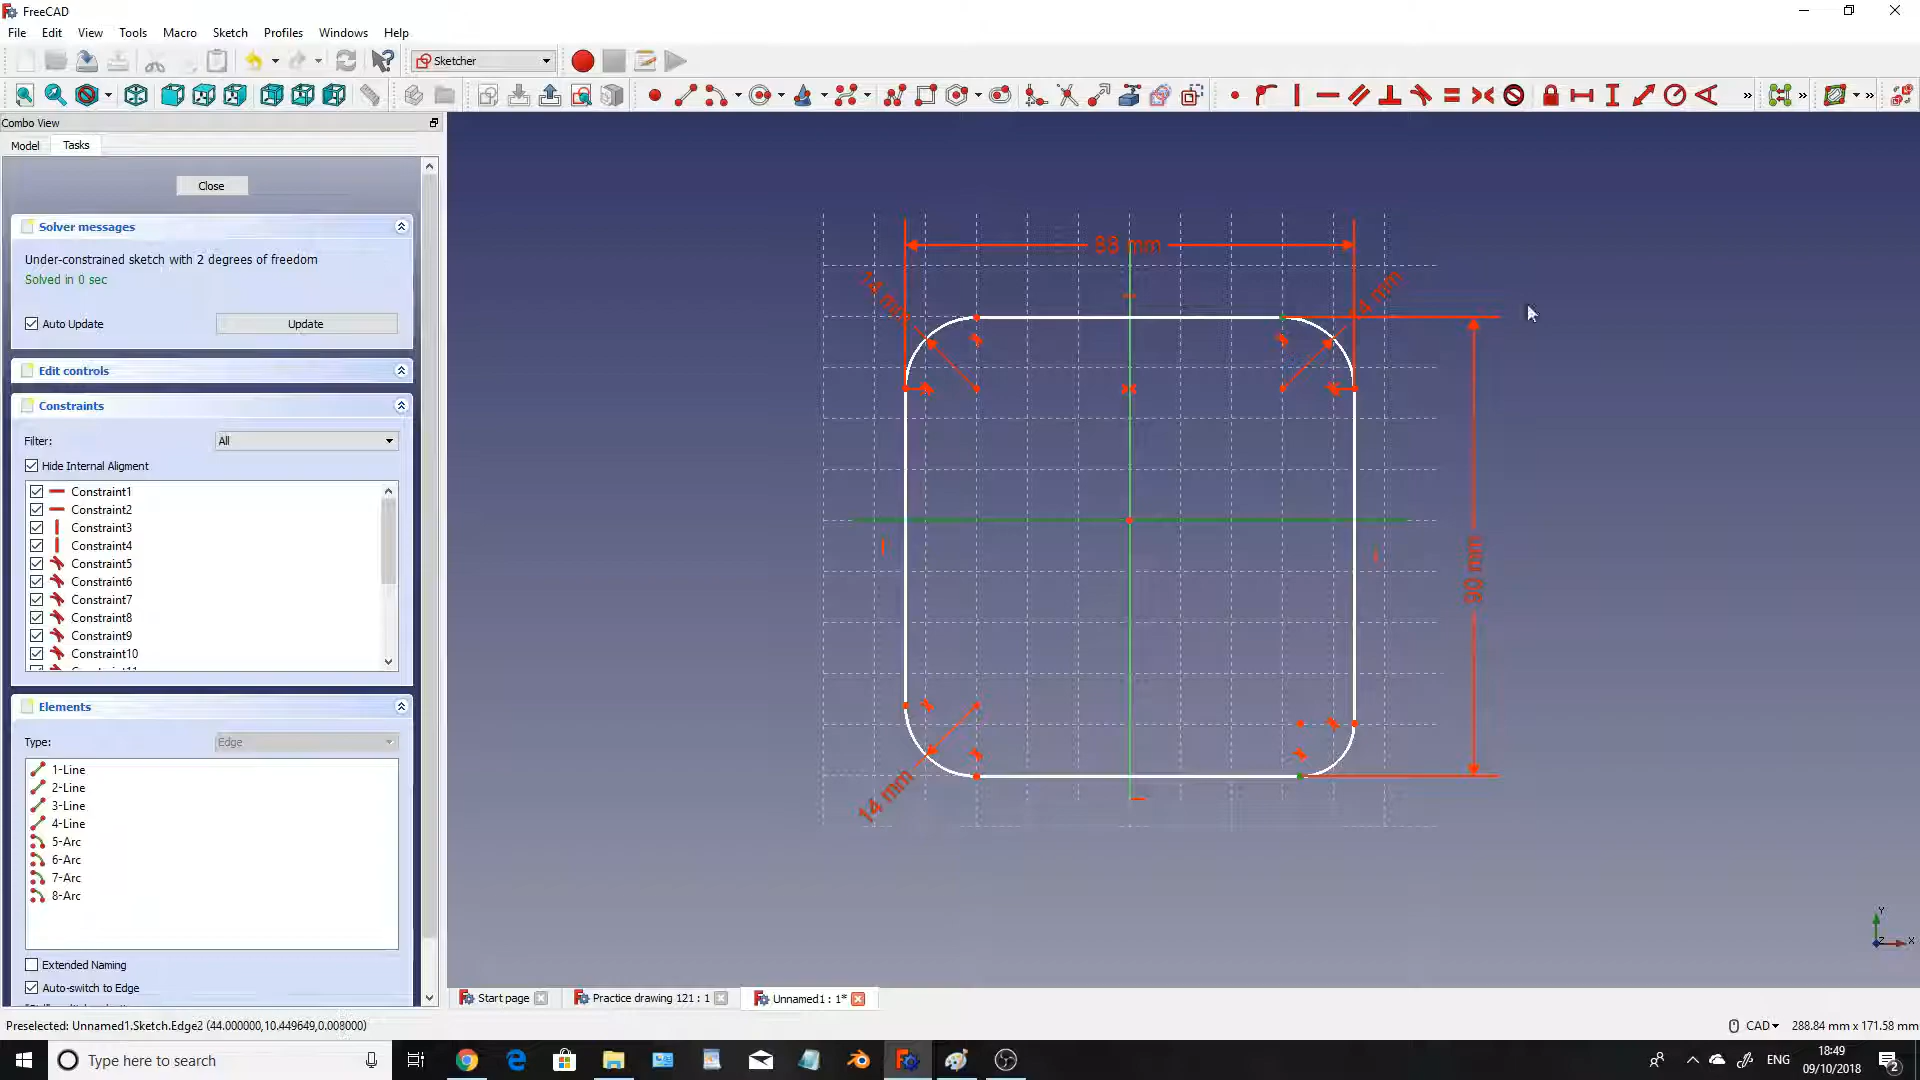 FreeCAD
File Edit View Tools Macro Sketch Profiles Windows Help
Sketcher
Combo View
Model Tasks
Close
Solver messages
Under-constrained sketch with 2 degrees of freedom
Solved in 0 sec
Auto Update Update
Edit controls
Constraints
Filter: All
Hide Internal Aligment
Constraint1
Constraint2
Constraint3
Constraint4
Constraint5
Constraint6
Constraint7
Constraint8
Constraint9
Constraint10
Constraint11
Elements
Type: Edge
1-Line
2-Line
3-Line
4-Line
5-Arc
6-Arc
7-Arc
8-Arc
Extended Naming
Auto-switch to Edge
88 mm
14 mm
14 mm
90 mm
14 mm
Y
Z
X
Start page Practice drawing 121 : 1 Unnamed1 : 1*
Preselected: Unnamed1.Sketch.Edge2 (44.000000,10.449649,0.008000) CAD 288.84 mm x 171.58 mm
Type here to search
ENG
18:49
09/10/2018
2